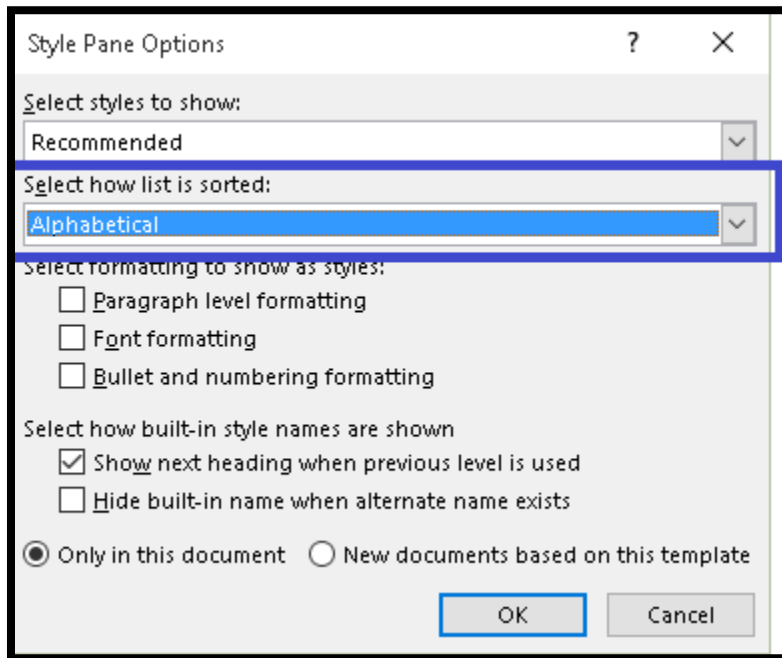 Style Pane Options ?
Select styles to show:
Recommended
Select how list is sorted:
Alphabetical
Select formatting to show as styles:
Paragraph level formatting
Font formatting
Bullet and numbering formatting
Select how built-in style names are shown
Show next heading when previous level is used
Hide built-in name when alternate name exists
Only in this document New documents based on this template
OK Cancel